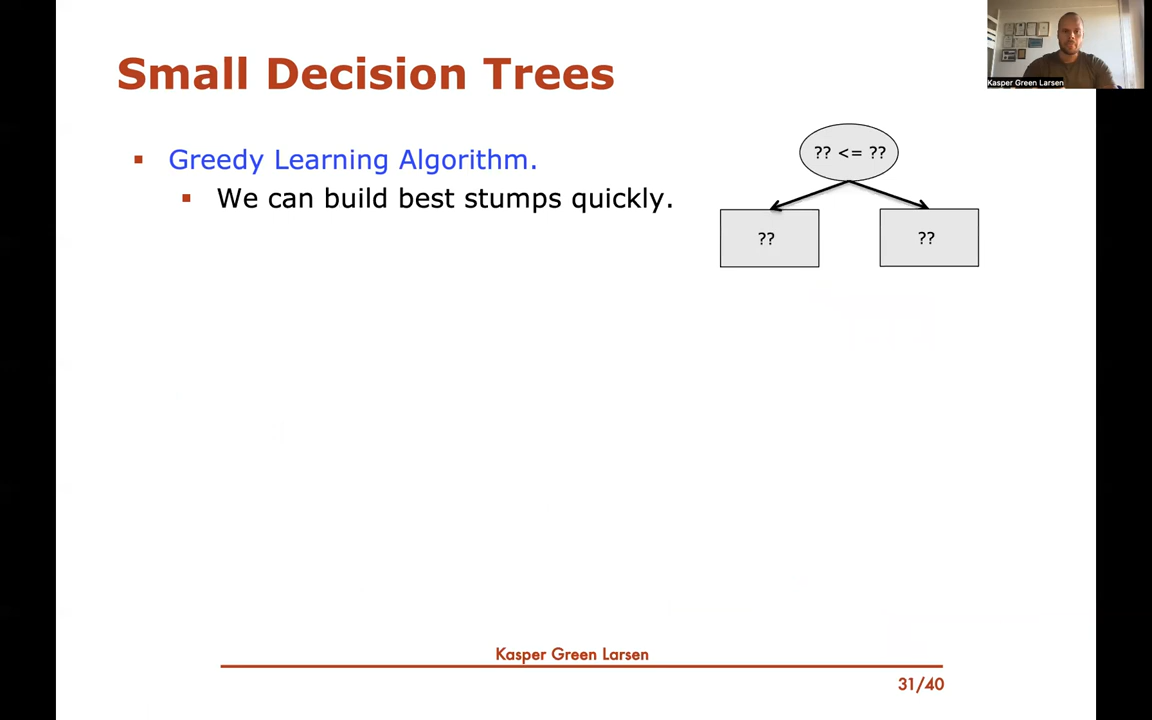 Small Decision Trees
Kasper Green Larsen
Greedy Learning Algorithm.
We can build best stumps quickly.
?? <= ??
??
??
Kasper Green Larsen
31/40